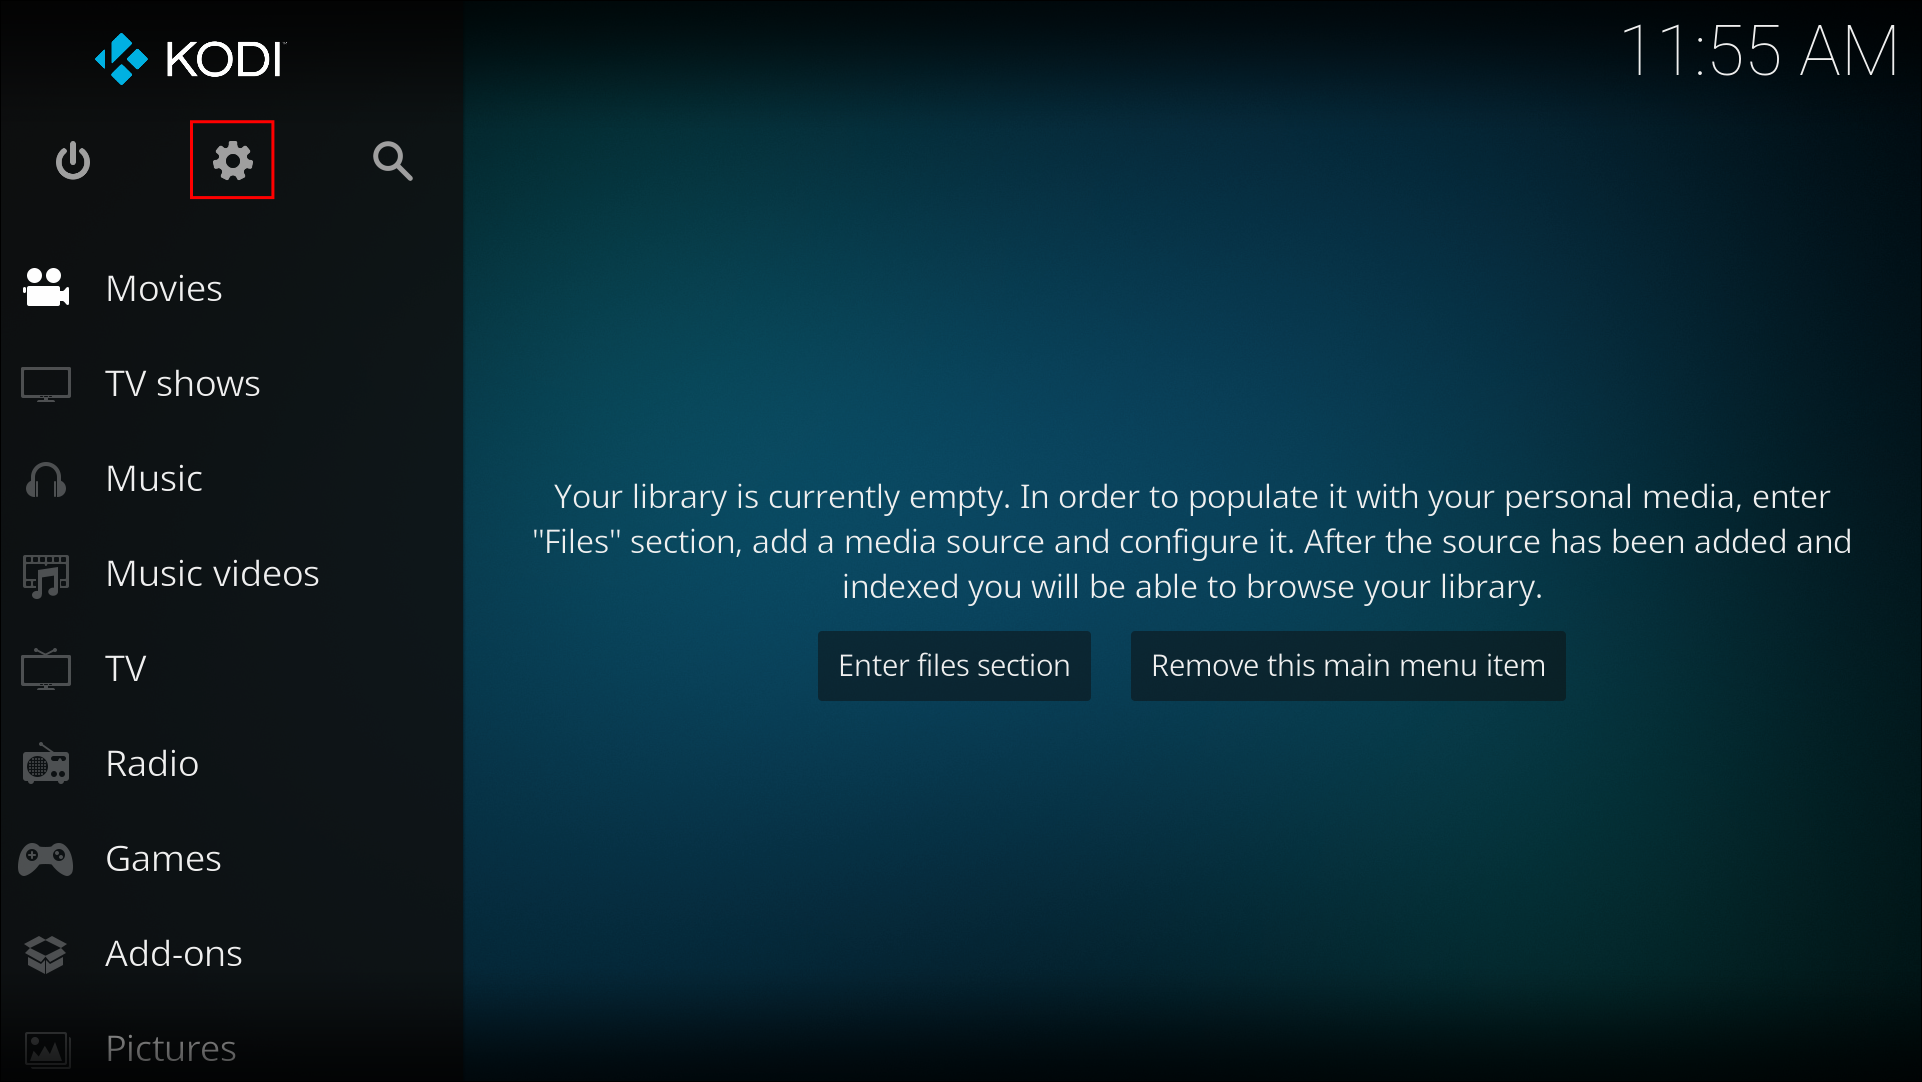 KODI
11:55 AM
Movies
TV shows
Music
Music videos
TV
Radio
Games
Add-ons
Pictures
Your library is currently empty. In order to populate it with your personal media, enter
"Files" section, add a media source and configure it. After the source has been added and
indexed you will be able to browse your library.
Enter files section
Remove this main menu item